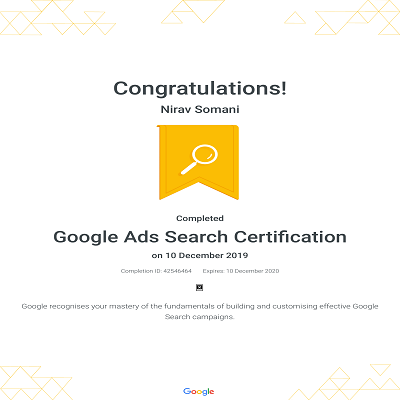 Congratulations!
Nirav Somani
Completed
Google Ads Search Certification
on 10 December 2019
Completion ID: 42546464 Expires: 10 December 2020
Google recognises your mastery of the fundamentals of building and customising effective Google
Search campaigns.
Google